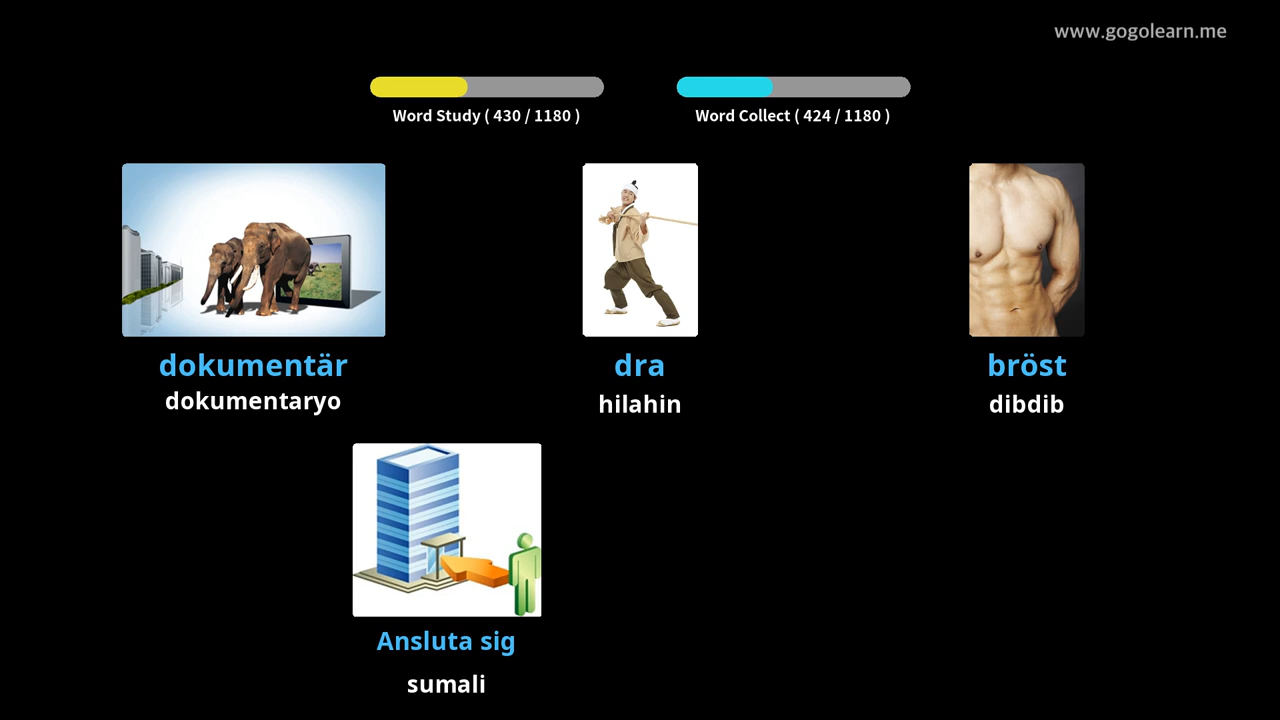 www.gogolearn.me
Word Study ( 430 / 1180 )
Word Collect ( 424 / 1180 )
dokumentär
dokumentaryo
dra
hilahin
bröst
dibdib
Ansluta sig
sumali